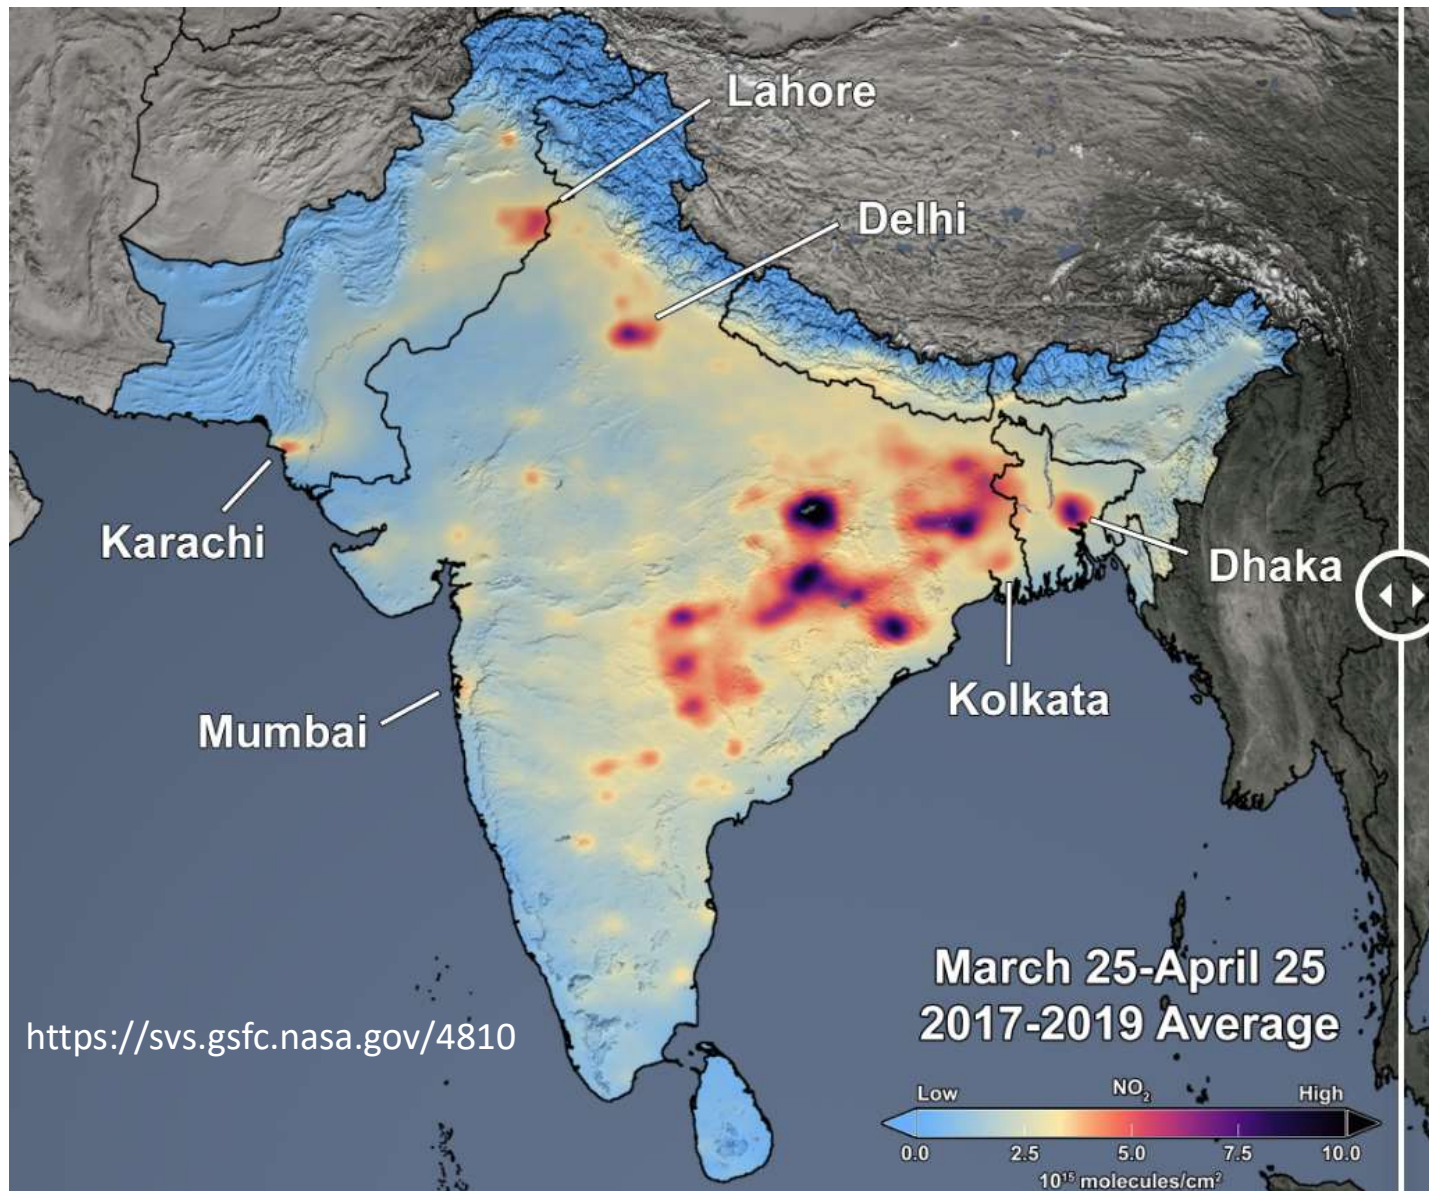 Lahore
Delhi
Karachi
Dhaka
Mumbai
Kolkata
March 25-April 25
2017-2019 Average
https://svs.gsfc.nasa.gov/4810
Low NO₂ High
0.0 2.5 5.0 7.5 10.0
10¹⁵ molecules/cm²